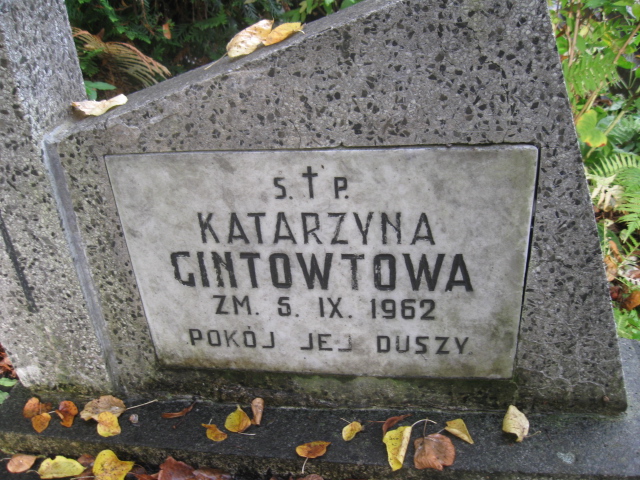 S.†P.
KATARZYNA
GINTOWTOWA
ZM. 5. IX. 1962
POKÓJ JEJ DUSZY